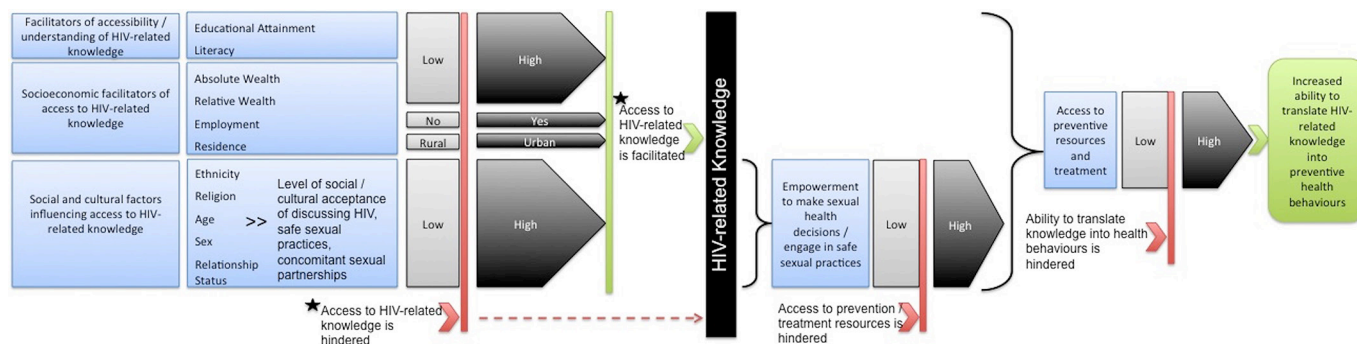 Facilitators of accessibility /
understanding of HIV-related
knowledge
Educational Attainment
Literacy
Low
High
Socioeconomic facilitators of
access to HIV-related
knowledge
Absolute Wealth
Relative Wealth
Employment
Residence
No
Yes
Rural
Urban
★Access to
HIV-related
knowledge
is facilitated
Social and cultural factors
influencing access to HIV-
related knowledge
Ethnicity
Religion
Age
Sex
Relationship
Status
>>
Level of social /
cultural acceptance
of discussing HIV,
safe sexual
practices,
concomitant sexual
partnerships
Low
High
★Access to HIV-related
knowledge is
hindered
HIV-related Knowledge
Empowerment
to make sexual
health
decisions /
engage in safe
sexual practices
Low
High
Access to prevention /
treatment resources is
hindered
Access to
preventive
resources
and
treatment
Low
High
Ability to translate
knowledge into health
behaviours is
hindered
Increased
ability to
translate HIV-
related
knowledge
into
preventive
health
behaviours